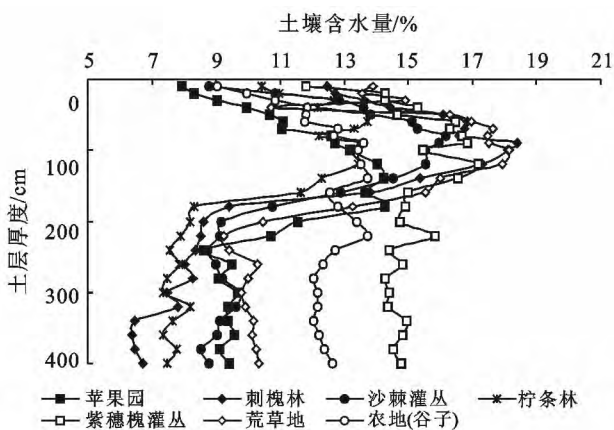 土壤含水量/%
5 7 9 11 13 15 17 19 21
0
100
200
300
400
土层厚度/cm
苹果园 刺槐林 沙棘灌丛 柠条林
紫穗槐灌丛 荒草地 农地(谷子)